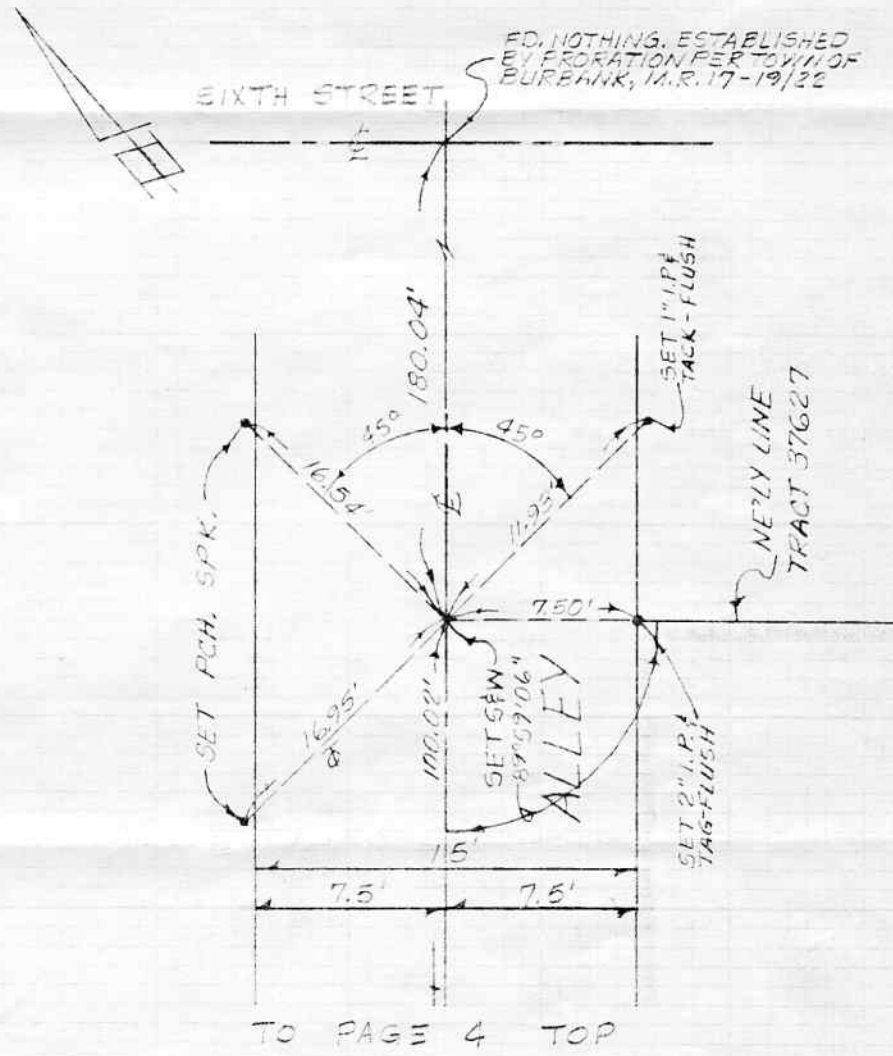 FD. NOTHING. ESTABLISHED
BY PRORATION PER TOWN OF
BURBANK, M.R. 17-19/22
SIXTH STREET
℄
180.04'
SET 1" I.P. &
TACK-FLUSH
45°
45°
16.54'
11.95'
℄
NE'LY LINE
TRACT 37627
SET PCH. SPK.
7.50'
16.95'
100.02'
SET S&W
89°59'06"
ALLEY
SET 2" I.P. &
TAG-FLUSH
15'
7.5'
7.5'
TO PAGE 4 TOP